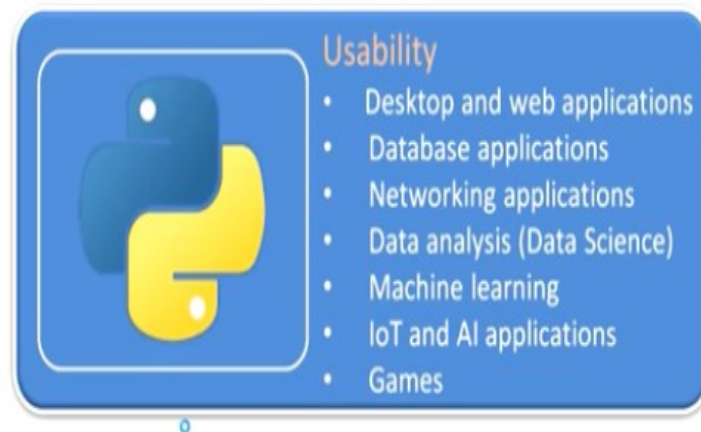 Usability
• Desktop and web applications
• Database applications
• Networking applications
• Data analysis (Data Science)
• Machine learning
• IoT and AI applications
• Games